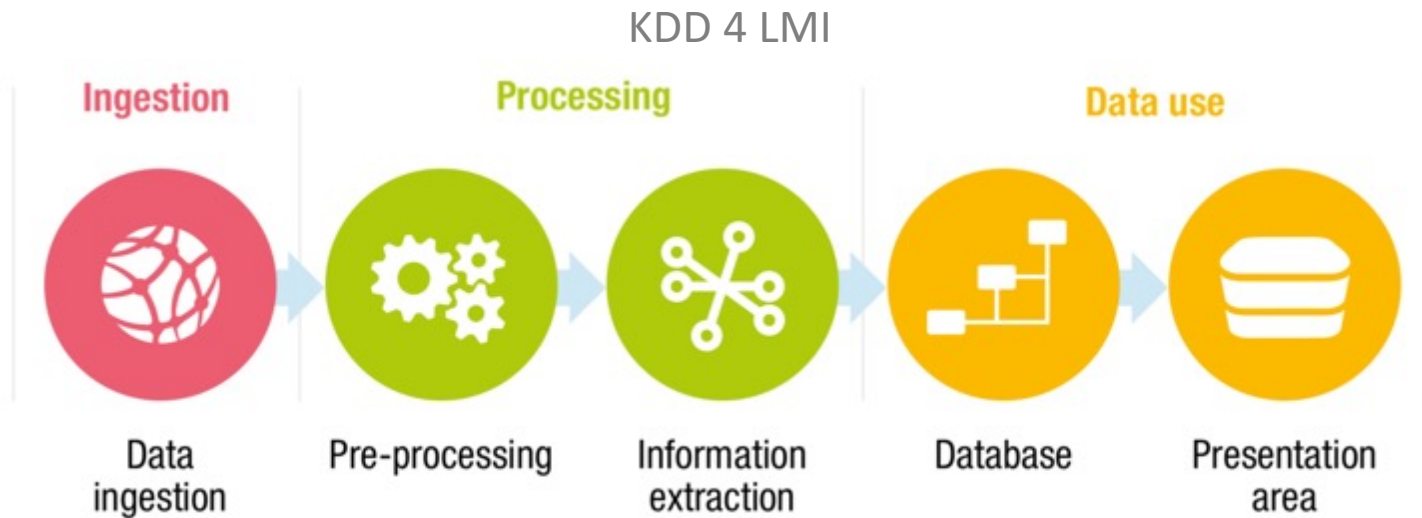 KDD 4 LMI
Ingestion
Processing
Data use
Data
ingestion
Pre-processing
Information
extraction
Database
Presentation
area